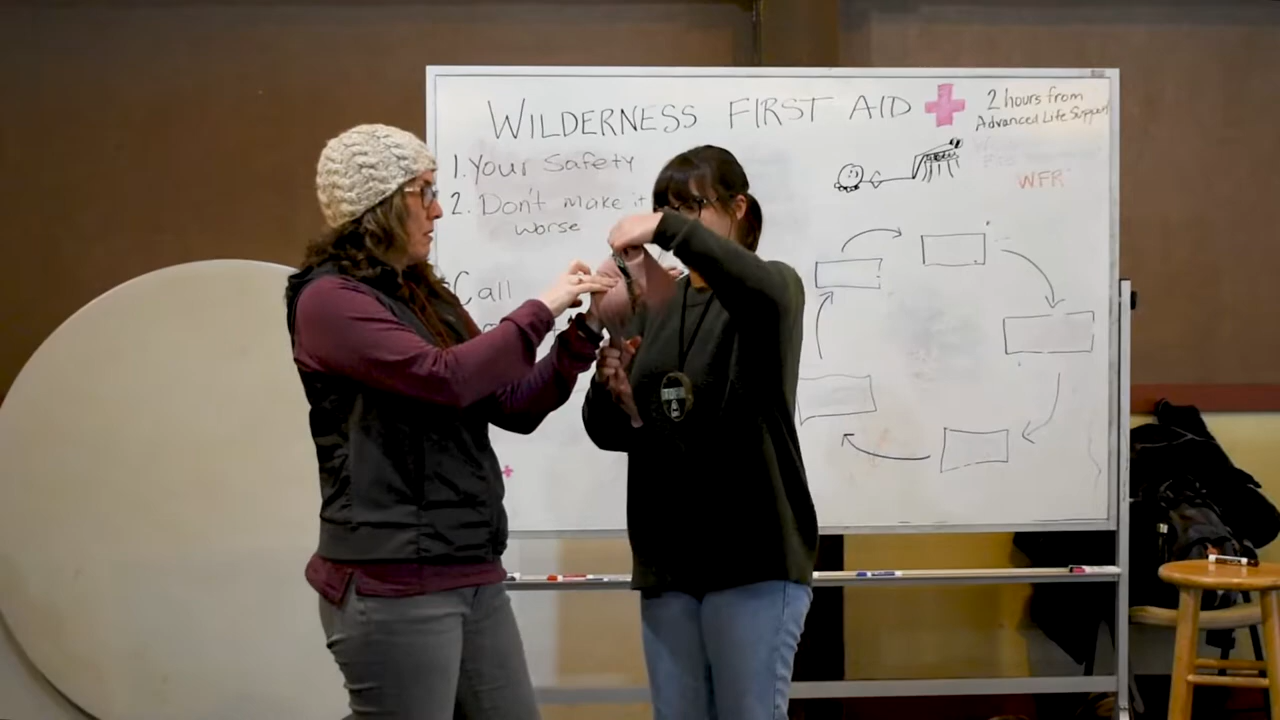 WILDERNESS FIRST AID
2 hours from
Advanced Life Support
1. Your Safety
2. Don't make it
worse
WFR
Call